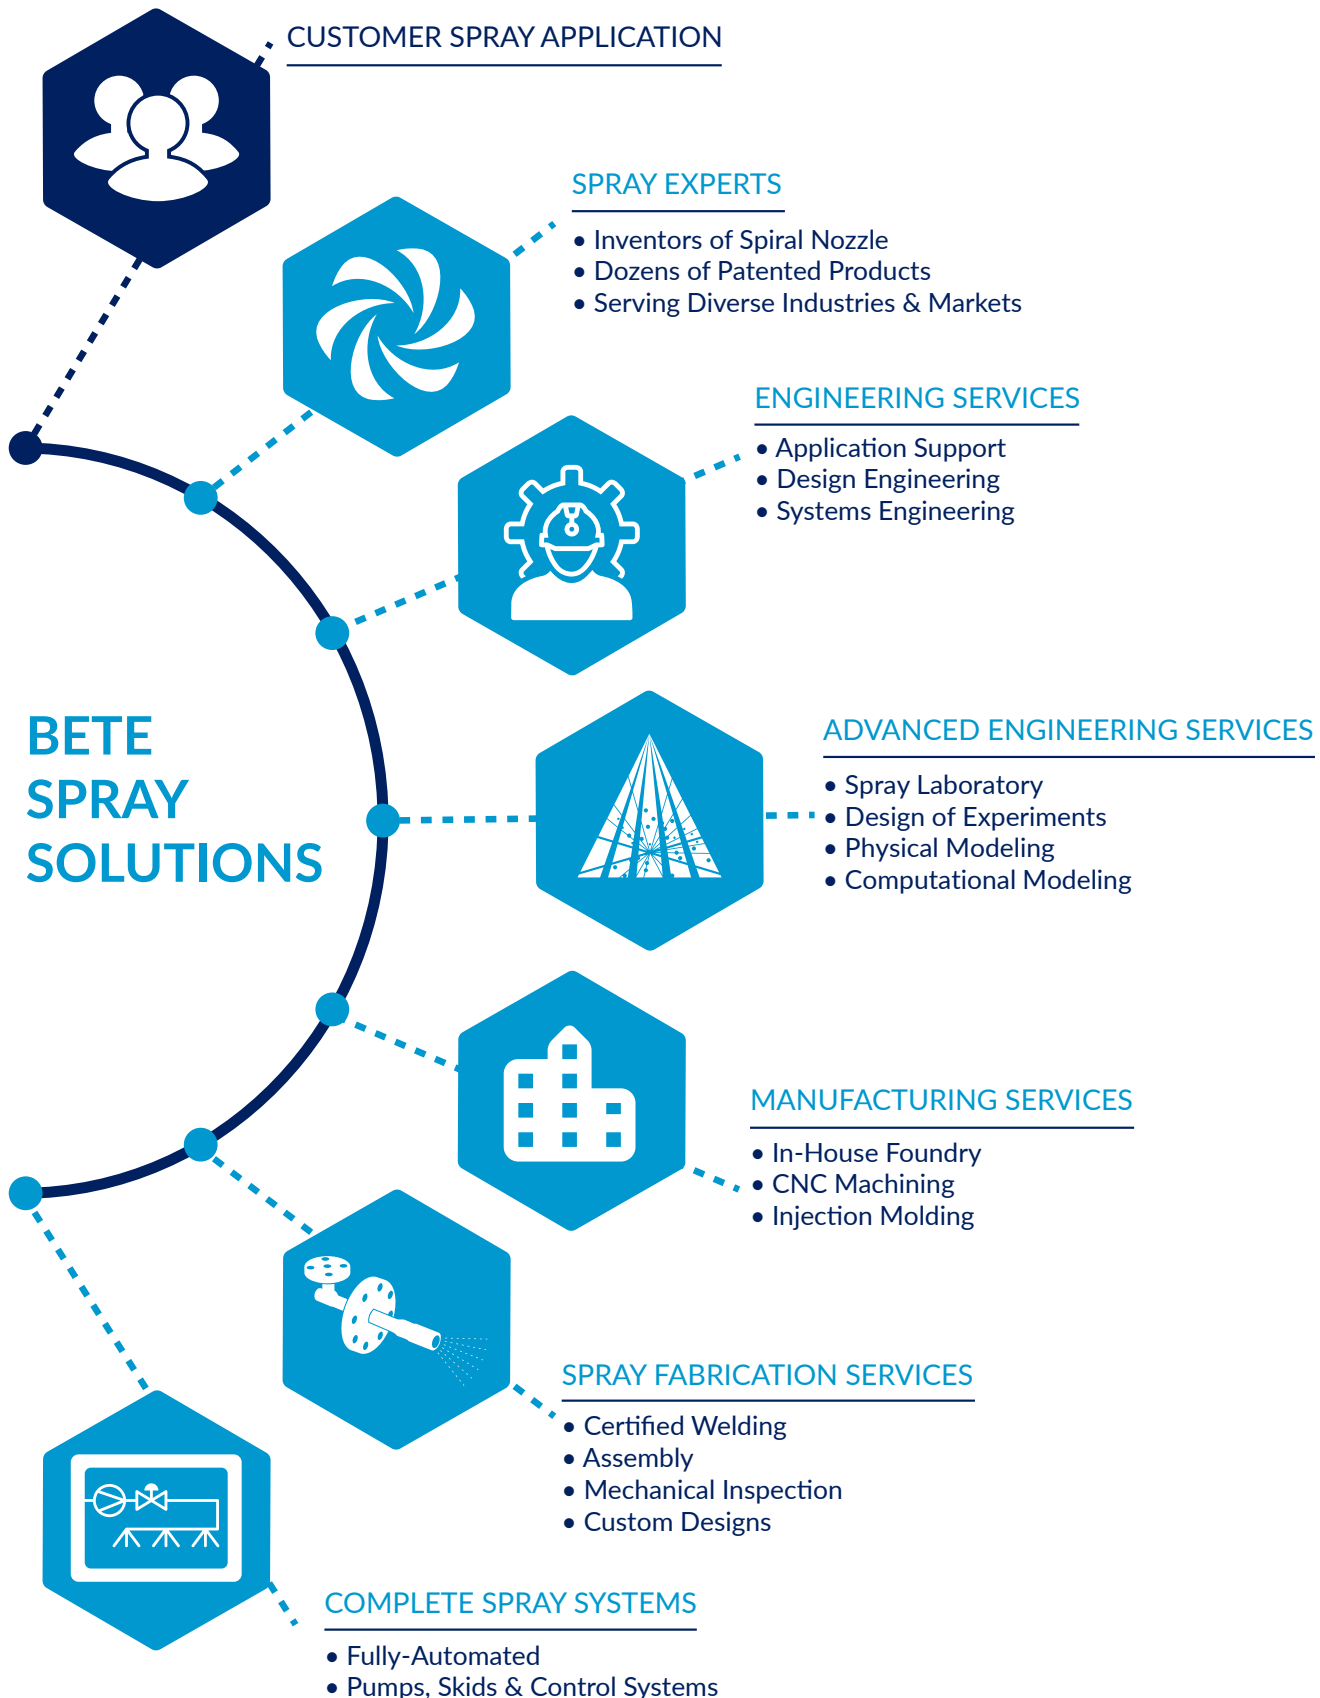 CUSTOMER SPRAY APPLICATION
SPRAY EXPERTS
• Inventors of Spiral Nozzle
• Dozens of Patented Products
• Serving Diverse Industries & Markets
ENGINEERING SERVICES
• Application Support
• Design Engineering
• Systems Engineering
BETE
SPRAY
SOLUTIONS
ADVANCED ENGINEERING SERVICES
• Spray Laboratory
• Design of Experiments
• Physical Modeling
• Computational Modeling
MANUFACTURING SERVICES
• In-House Foundry
• CNC Machining
• Injection Molding
SPRAY FABRICATION SERVICES
• Certified Welding
• Assembly
• Mechanical Inspection
• Custom Designs
COMPLETE SPRAY SYSTEMS
• Fully-Automated
• Pumps, Skids & Control Systems